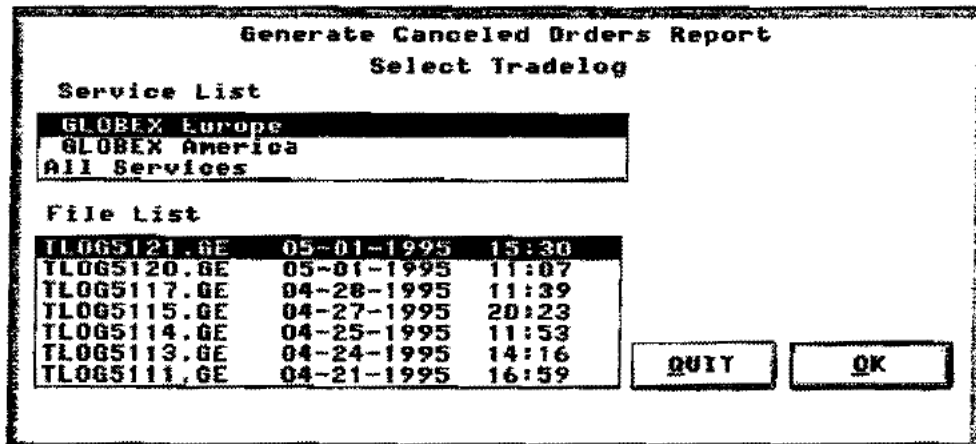 Generate Canceled Orders Report
Select Tradelog
Service List
GLOBEX Europe
GLOBEX America
All Services
File List
TLOG5121.GE 05-01-1995 15:30
TLOG5120.GE 05-01-1995 11:07
TLOG5117.GE 04-28-1995 11:39
TLOG5115.GE 04-27-1995 20:23
TLOG5114.GE 04-25-1995 11:53
TLOG5113.GE 04-24-1995 14:16
TLOG5111.GE 04-21-1995 16:59
QUIT OK